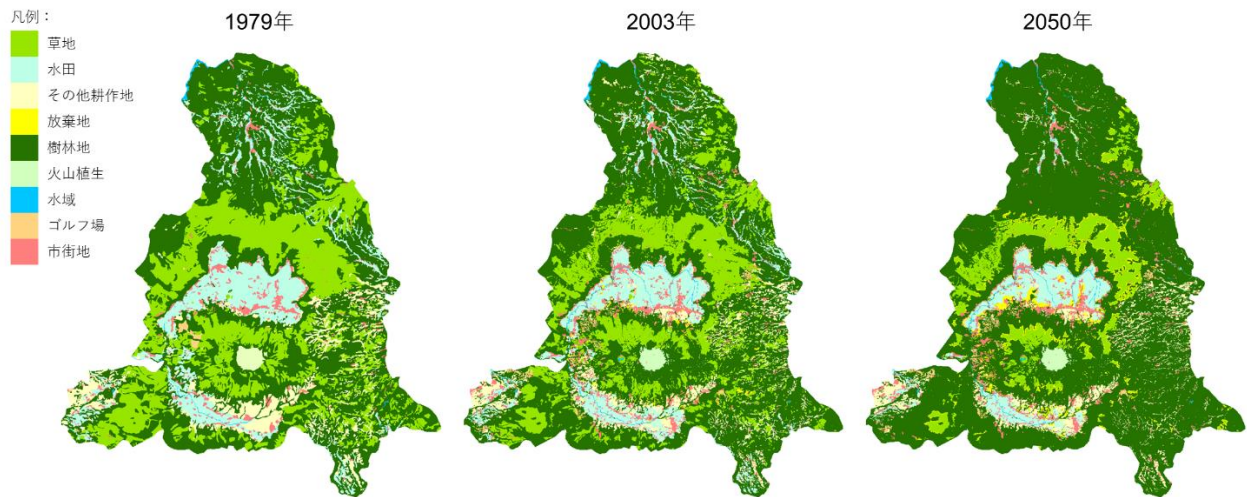 凡例：
草地
水田
その他耕作地
放棄地
樹林地
火山植生
水域
ゴルフ場
市街地
1979年
2003年
2050年